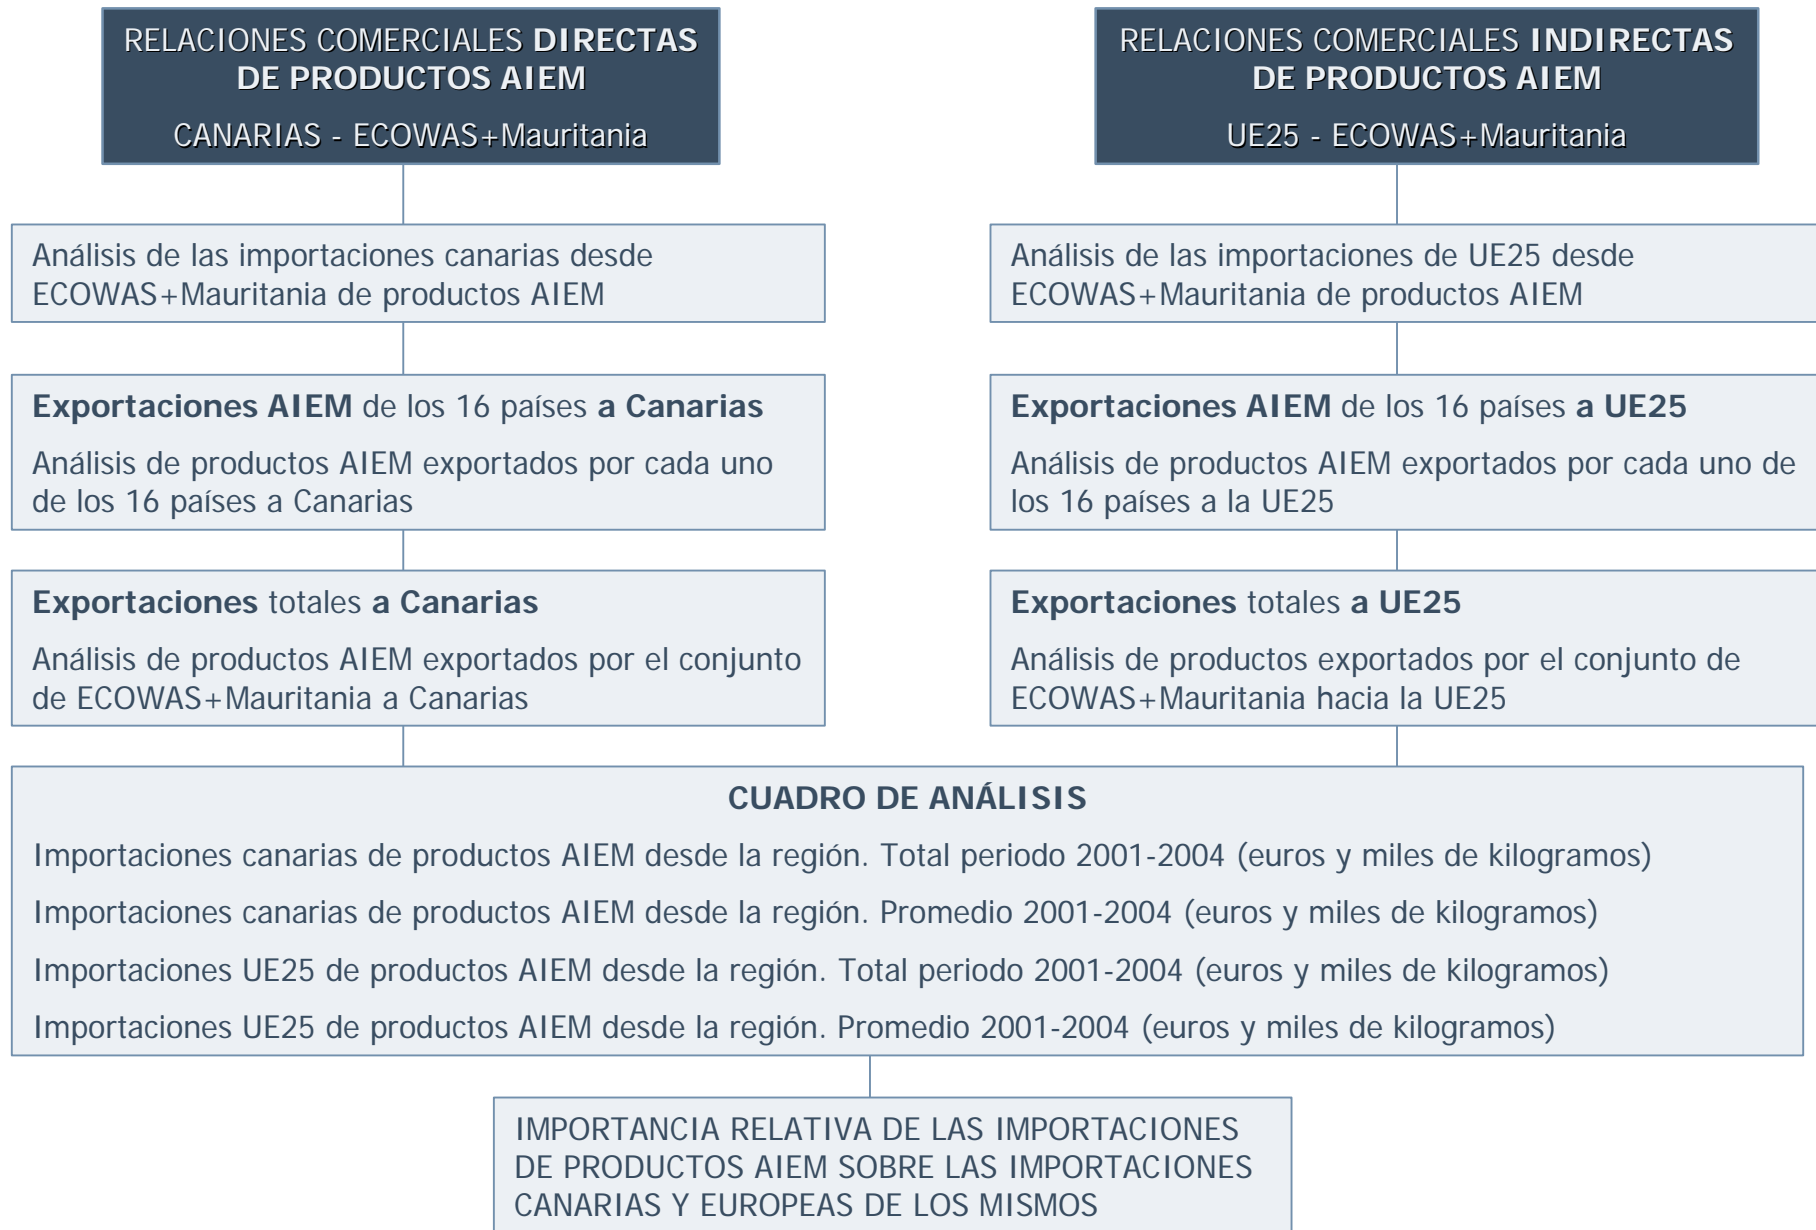 RELACIONES COMERCIALES DIRECTAS
DE PRODUCTOS AIEM
CANARIAS - ECOWAS+Mauritania
Análisis de las importaciones canarias desde
ECOWAS+Mauritania de productos AIEM
Exportaciones AIEM de los 16 países a Canarias
Análisis de productos AIEM exportados por cada uno
de los 16 países a Canarias
Exportaciones totales a Canarias
Análisis de productos AIEM exportados por el conjunto
de ECOWAS+Mauritania a Canarias
RELACIONES COMERCIALES INDIRECTAS
DE PRODUCTOS AIEM
UE25 - ECOWAS+Mauritania
Análisis de las importaciones de UE25 desde
ECOWAS+Mauritania de productos AIEM
Exportaciones AIEM de los 16 países a UE25
Análisis de productos AIEM exportados por cada uno de
los 16 países a la UE25
Exportaciones totales a UE25
Análisis de productos exportados por el conjunto de
ECOWAS+Mauritania hacia la UE25
CUADRO DE ANÁLISIS
Importaciones canarias de productos AIEM desde la región. Total periodo 2001-2004 (euros y miles de kilogramos)
Importaciones canarias de productos AIEM desde la región. Promedio 2001-2004 (euros y miles de kilogramos)
Importaciones UE25 de productos AIEM desde la región. Total periodo 2001-2004 (euros y miles de kilogramos)
Importaciones UE25 de productos AIEM desde la región. Promedio 2001-2004 (euros y miles de kilogramos)
IMPORTANCIA RELATIVA DE LAS IMPORTACIONES
DE PRODUCTOS AIEM SOBRE LAS IMPORTACIONES
CANARIAS Y EUROPEAS DE LOS MISMOS